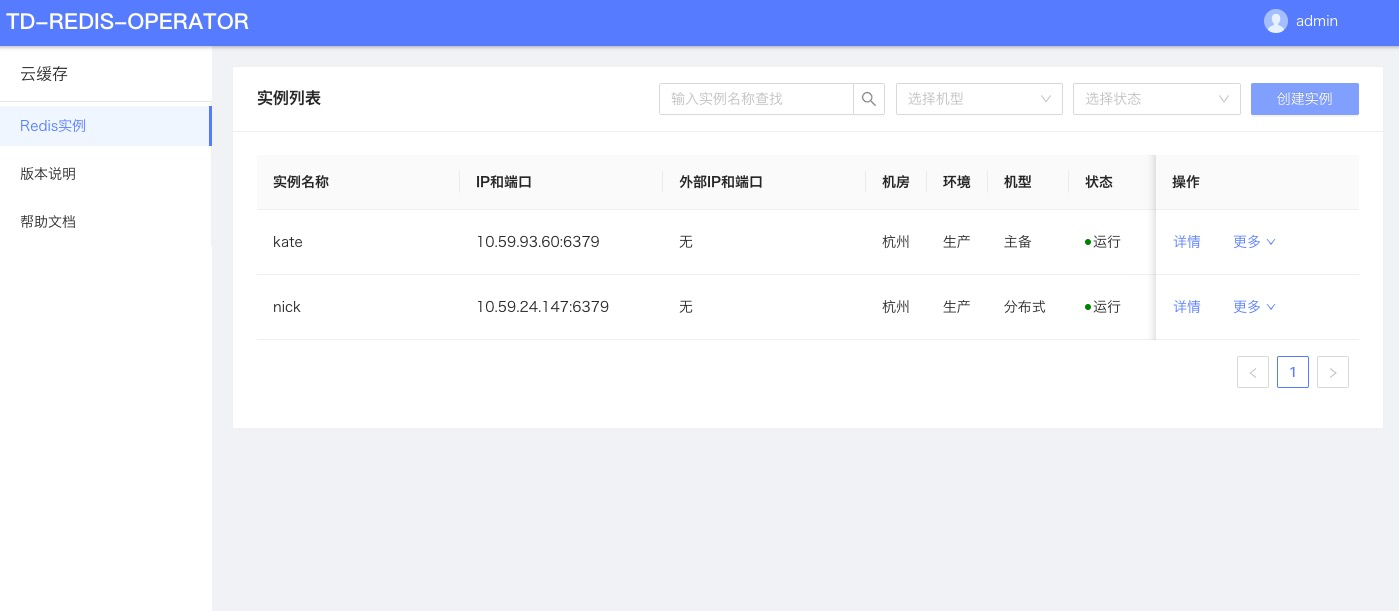 TD-REDIS-OPERATOR
admin
云缓存
Redis实例
版本说明
帮助文档
实例列表
输入实例名称查找
选择机型
选择状态
创建实例
实例名称 IP和端口 外部IP和端口 机房 环境 机型 状态 操作
kate 10.59.93.60:6379 无 杭州 生产 主备 运行 详情 更多
nick 10.59.24.147:6379 无 杭州 生产 分布式 运行 详情 更多
< 1 >